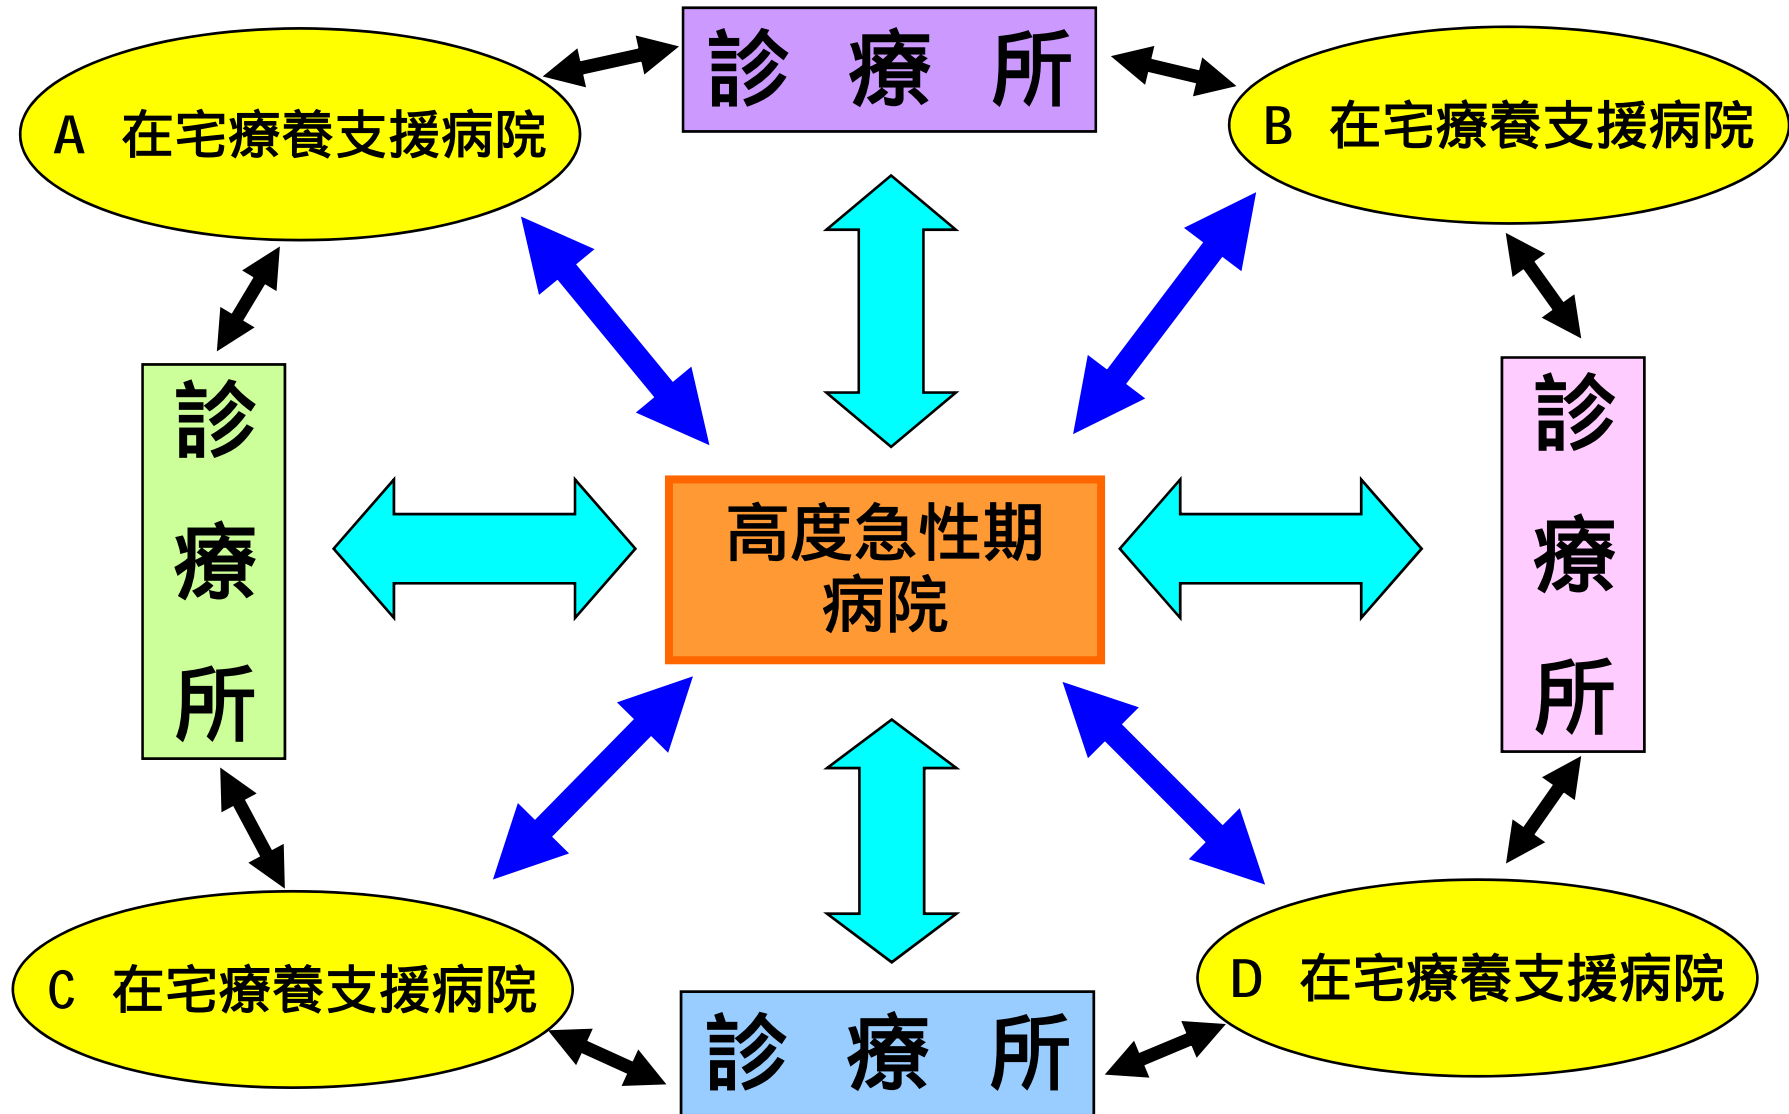 診 療 所
A 在宅療養支援病院
B 在宅療養支援病院
診療所
高度急性期
病院
診療所
C 在宅療養支援病院
D 在宅療養支援病院
診 療 所